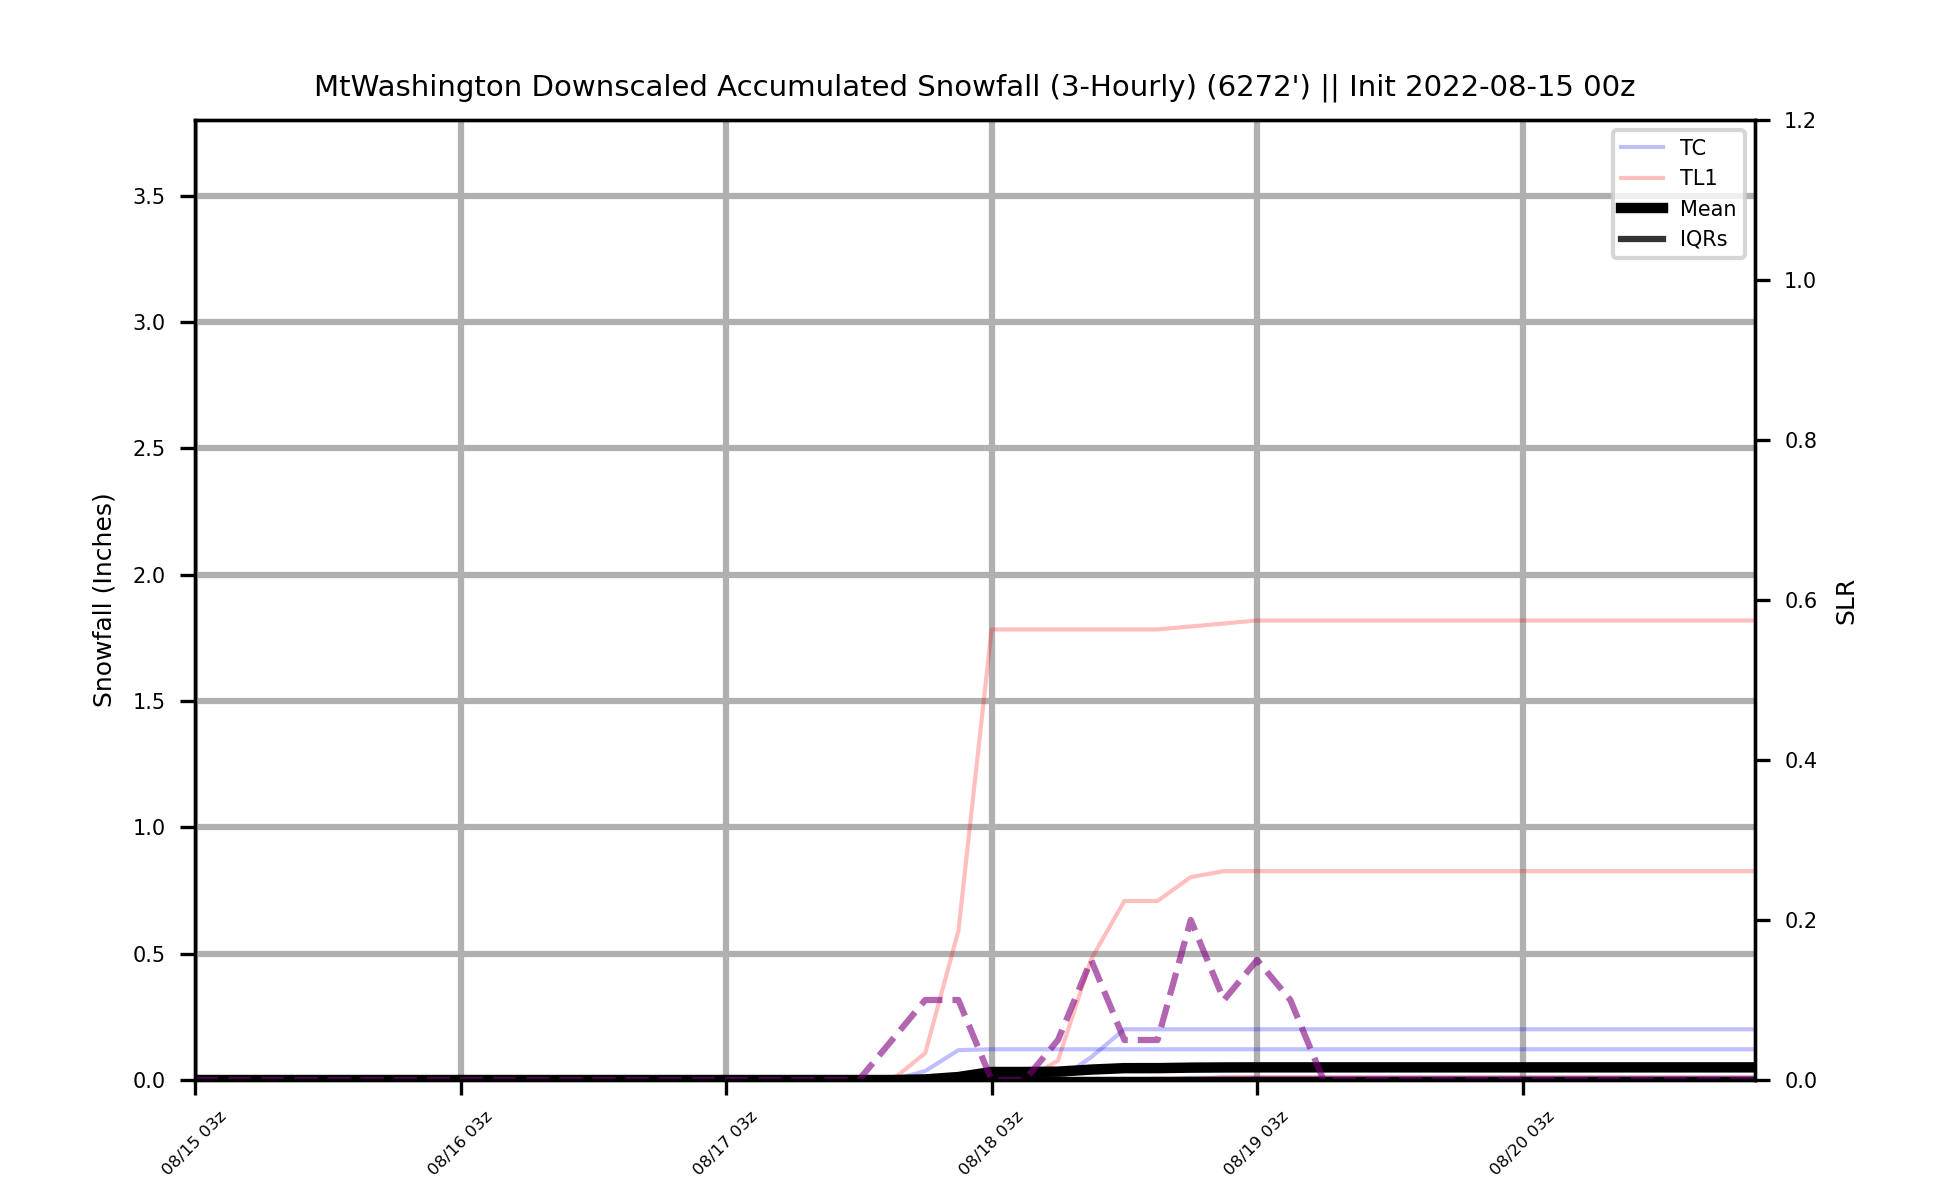 MtWashington Downscaled Accumulated Snowfall (3-Hourly) (6272') || Init 2022-08-15 00z
TC
TL1
Mean
IQRs
Snowfall (Inches)
3.5
3.0
2.5
2.0
1.5
1.0
0.5
0.0
1.2
1.0
0.8
0.6
0.4
0.2
0.0
SLR
08/15 03z
08/16 03z
08/17 03z
08/18 03z
08/19 03z
08/20 03z